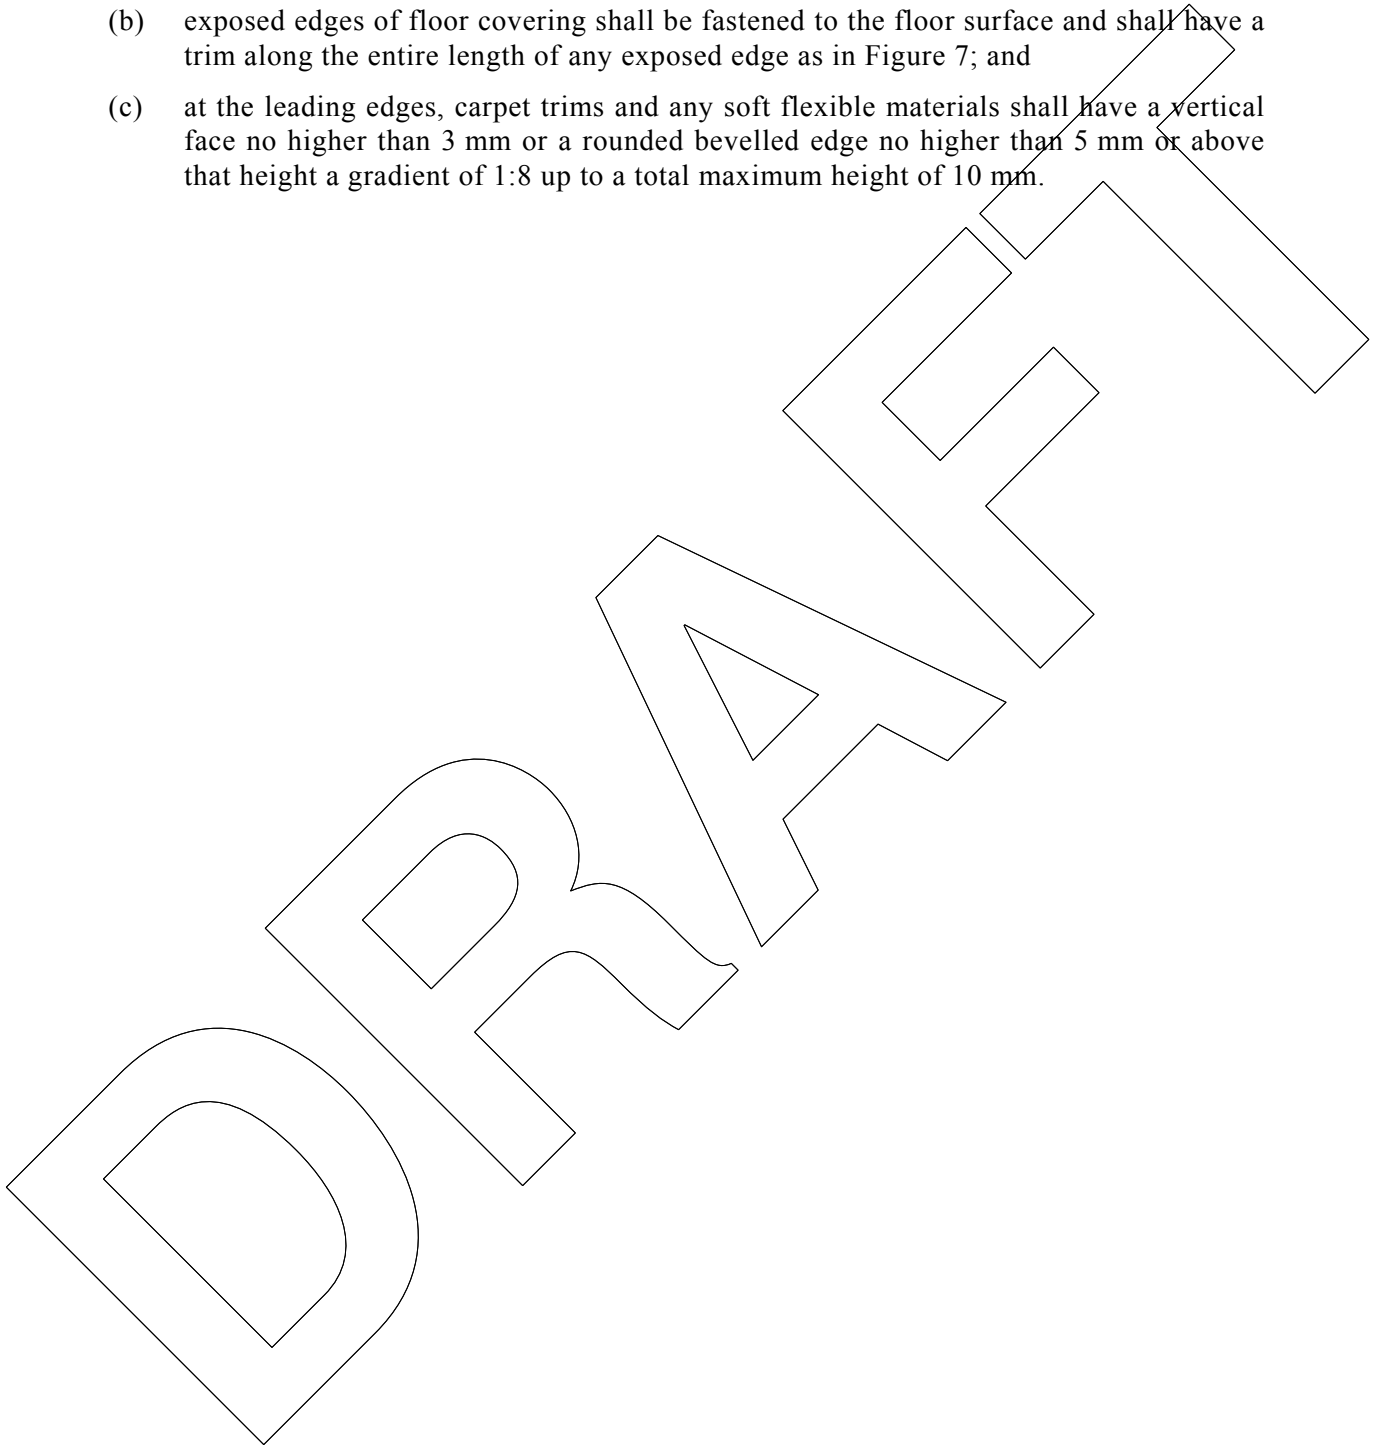 (b) exposed edges of floor covering shall be fastened to the floor surface and shall have a
trim along the entire length of any exposed edge as in Figure 7; and
(c) at the leading edges, carpet trims and any soft flexible materials shall have a vertical
face no higher than 3 mm or a rounded bevelled edge no higher than 5 mm or above
that height a gradient of 1:8 up to a total maximum height of 10 mm.
DRAFT